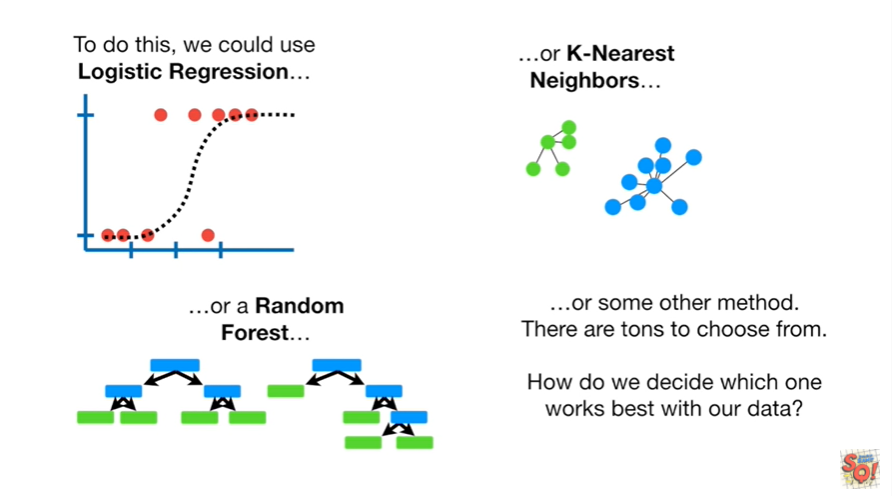 To do this, we could use
Logistic Regression…
…or K-Nearest
Neighbors…
…or a Random
Forest…
…or some other method.
There are tons to choose from.
How do we decide which one
works best with our data?
SQ!